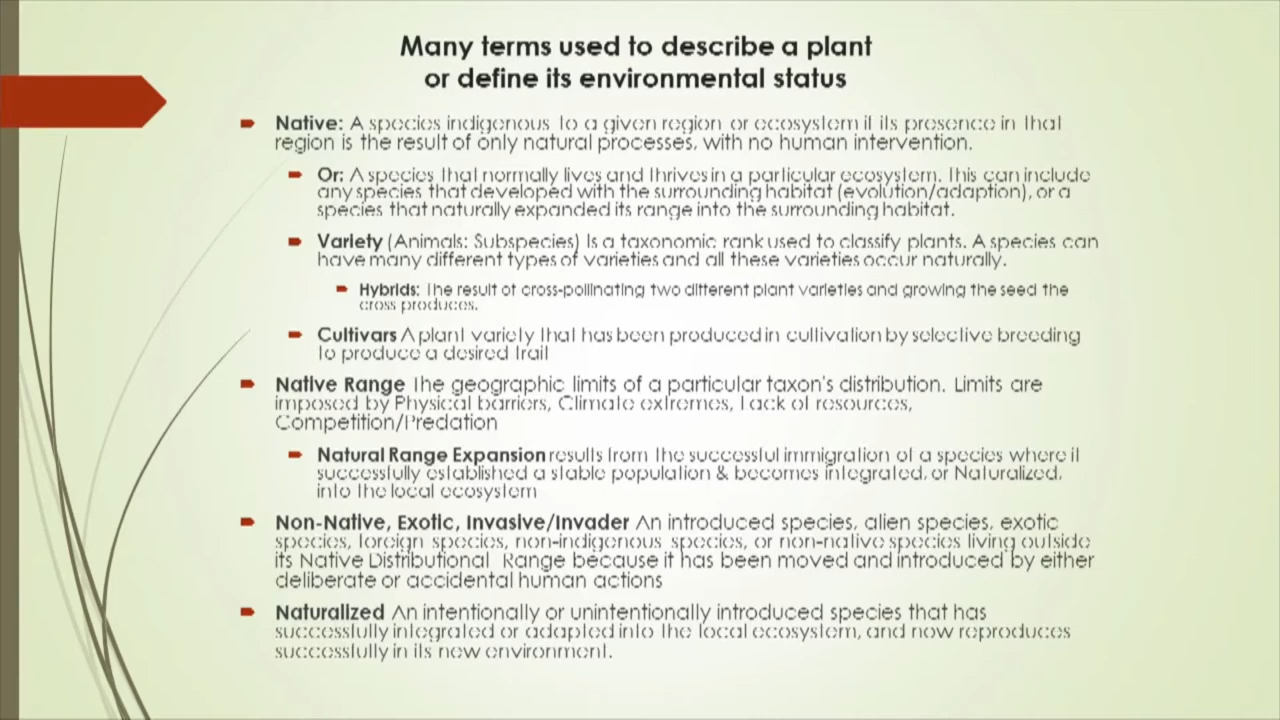 Many terms used to describe a plant
or define its environmental status
Native: A species indigenous to a given region or ecosystem if its presence in that
region is the result of only natural processes, with no human intervention.
Or: A species that normally lives and thrives in a particular ecosystem. This can include
any species that developed with the surrounding habitat (evolution/adaption), or a
species that naturally expanded its range into the surrounding habitat.
Variety (Animals: Subspecies) Is a taxonomic rank used to classify plants. A species can
have many different types of varieties and all these varieties occur naturally.
Hybrids: The result of cross-pollinating two different plant varieties and growing the seed the
cross produces.
Cultivars A plant variety that has been produced in cultivation by selective breeding
to produce a desired trait
Native Range The geographic limits of a particular taxon's distribution. Limits are
imposed by Physical barriers, Climate extremes, Lack of resources,
Competition/Predation
Natural Range Expansion results from the successful immigration of a species where it
successfully established a stable population & becomes integrated, or Naturalized,
into the local ecosystem
Non-Native, Exotic, Invasive/Invader An introduced species, alien species, exotic
species, foreign species, non-indigenous species, or non-native species living outside
its Native Distributional Range because it has been moved and introduced by either
deliberate or accidental human actions
Naturalized An intentionally or unintentionally introduced species that has
successfully integrated or adapted into the local ecosystem, and now reproduces
successfully in its new environment.